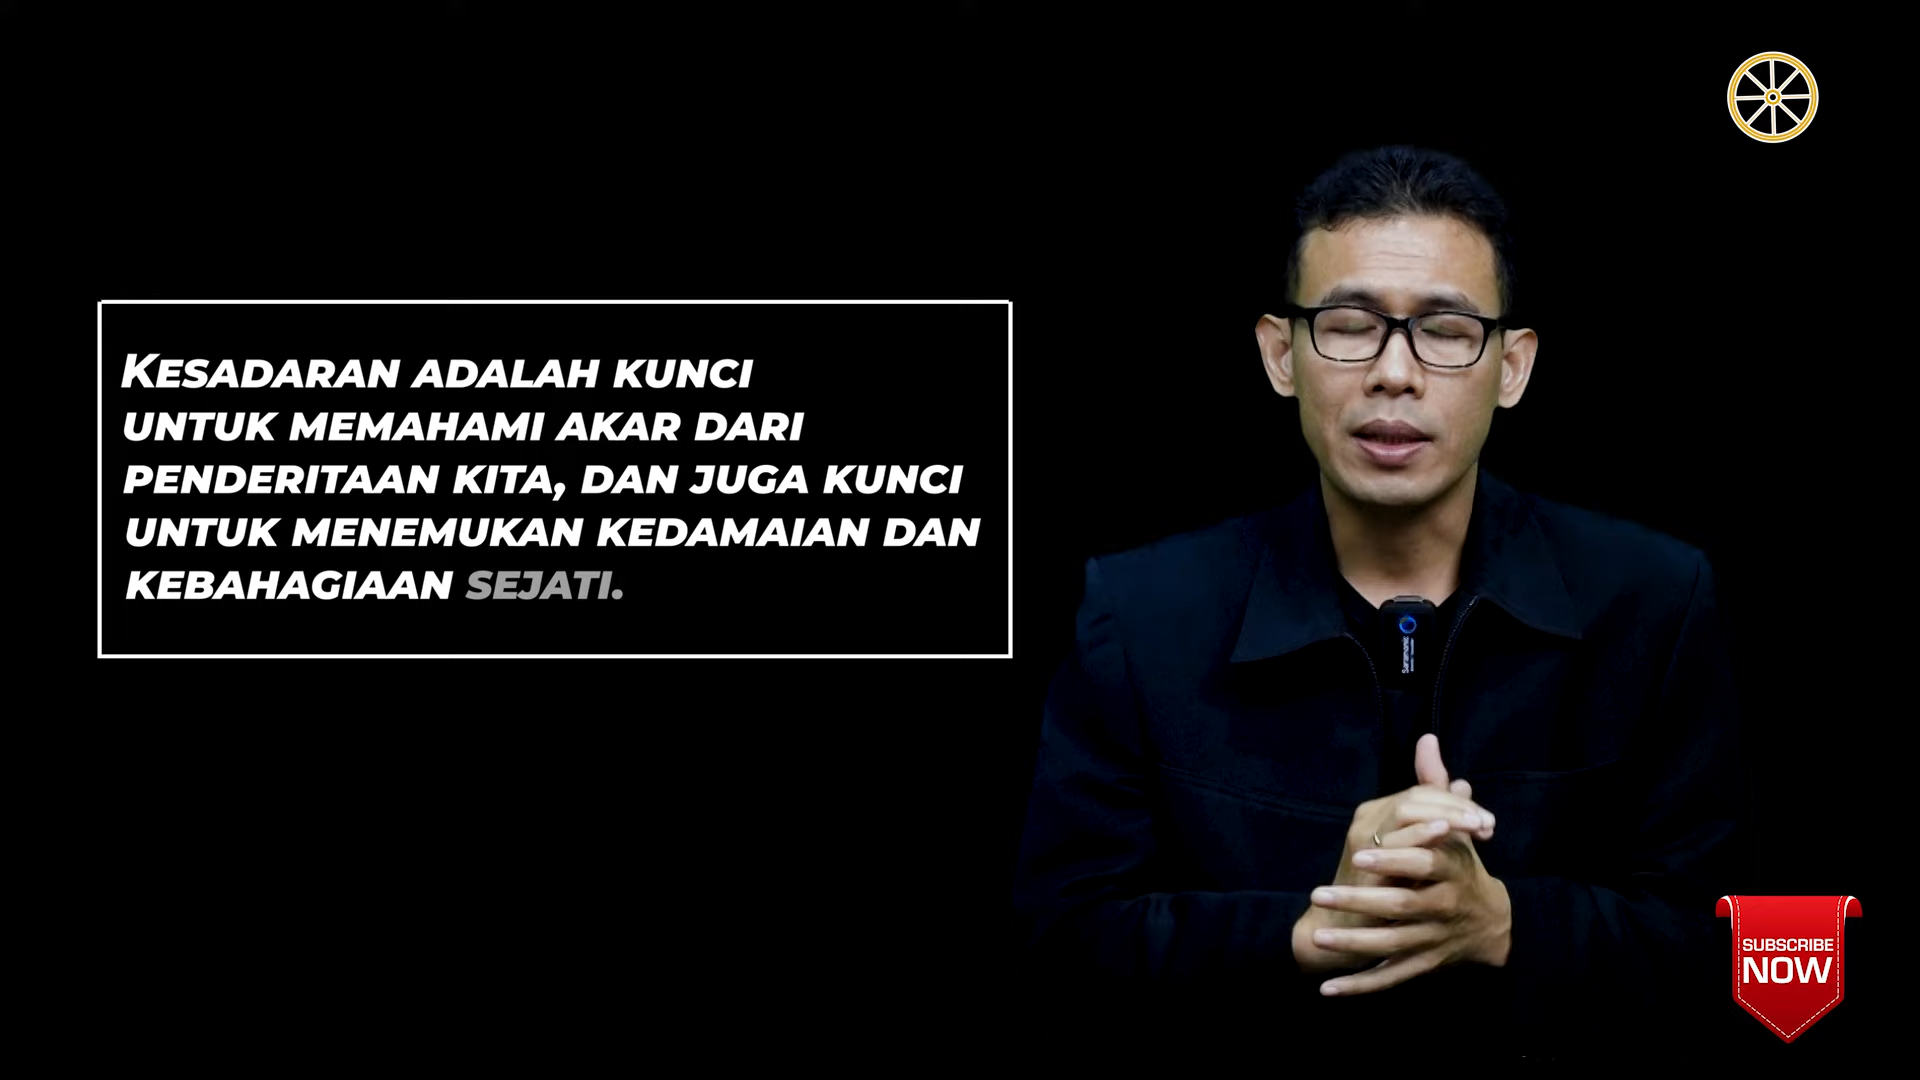 KESADARAN ADALAH KUNCI
UNTUK MEMAHAMI AKAR DARI
PENDERITAAN KITA, DAN JUGA KUNCI
UNTUK MENEMUKAN KEDAMAIAN DAN
KEBAHAGIAAN SEJATI.
Saramonic
SUBSCRIBE
NOW